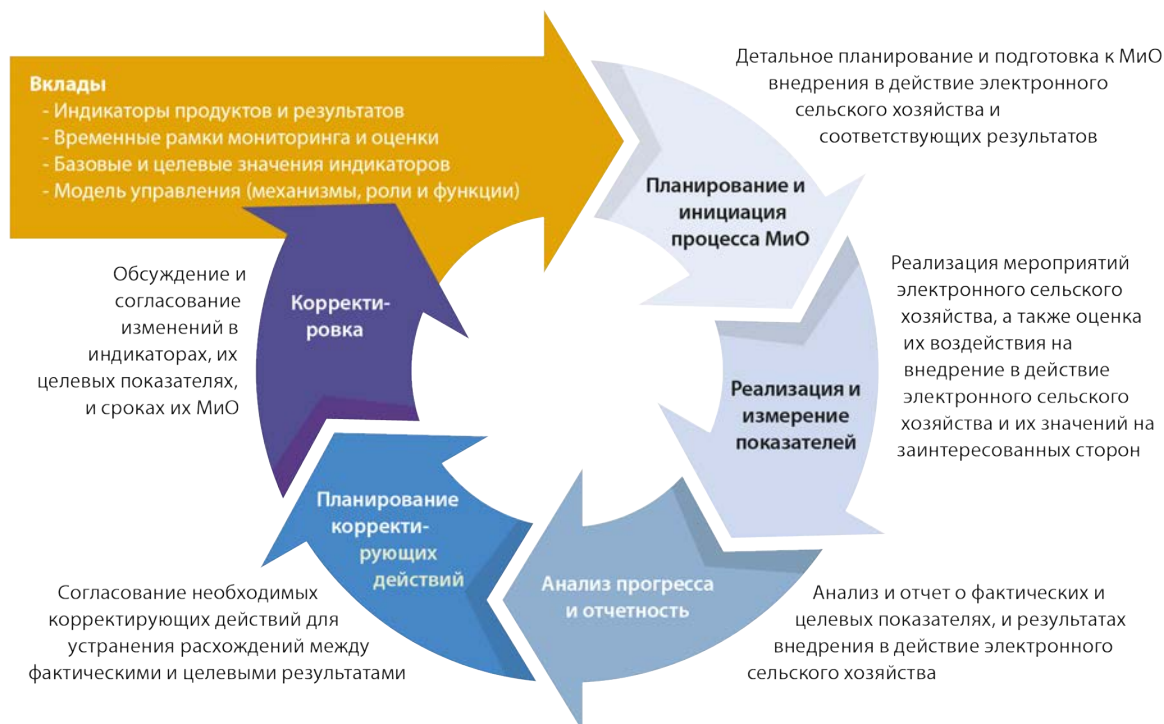 Вклады
- Индикаторы продуктов и результатов
- Временные рамки мониторинга и оценки
- Базовые и целевые значения индикаторов
- Модель управления (механизмы, роли и функции)
Детальное планирование и подготовка к МиО
внедрения в действие электронного
сельского хозяйства и
соответствующих результатов
Планирование и
инициация
процесса МиО
Реализация мероприятий
электронного сельского
хозяйства, а также оценка
их воздействия на
внедрение в действие
электронного сельского
хозяйства и их значений на
заинтересованных сторон
Реализация и
измерение
показателей
Анализ и отчет о фактических и
целевых показателях, и результатах
внедрения в действие электронного
сельского хозяйства
Анализ прогресса
и отчетность
Согласование необходимых
корректирующих действий для
устранения расхождений между
фактическими и целевыми результатами
Планирование
корректи-
рующих
действий
Обсуждение и
согласование
изменений в
индикаторах, их
целевых показателях,
и сроках их МиО
Корректи-
ровка